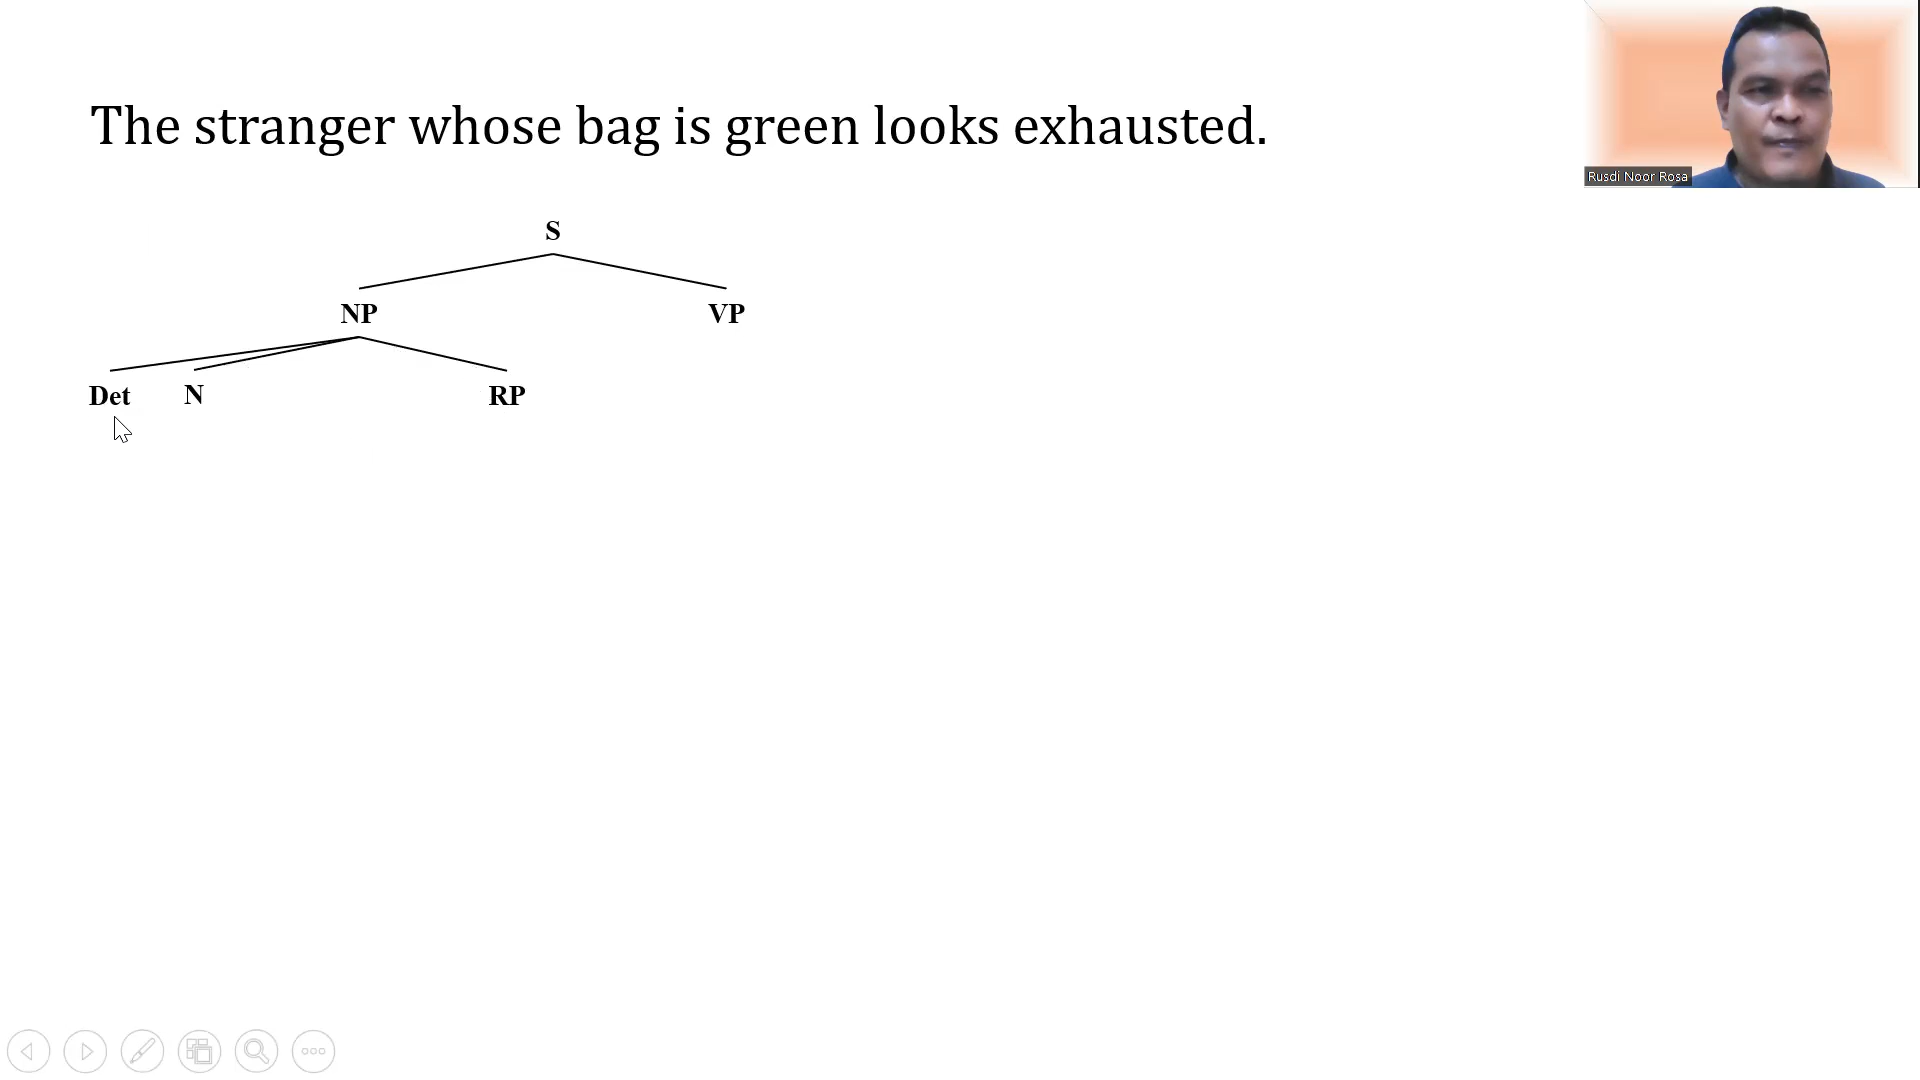 The stranger whose bag is green looks exhausted.
Rusdi Noor Rosa
S
NP VP
Det N RP